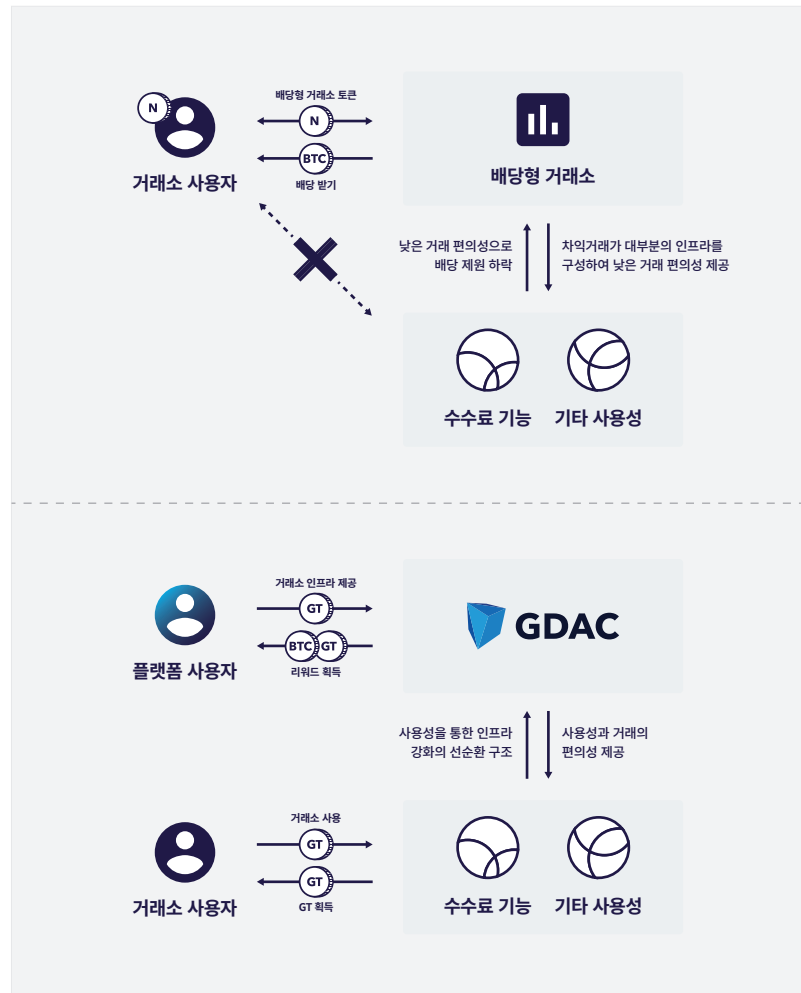 N
배당형 거래소 토큰
N
BTC
배당 받기
거래소 사용자
배당형 거래소
낮은 거래 편의성으로
배당 제원 하락
차익거래가 대부분의 인프라를
구성하여 낮은 거래 편의성 제공
수수료 기능
기타 사용성
거래소 인프라 제공
GT
BTC GT
리워드 획득
플랫폼 사용자
GDAC
사용성을 통한 인프라
강화의 선순환 구조
사용성과 거래의
편의성 제공
거래소 사용
GT
GT
GT 획득
거래소 사용자
수수료 기능
기타 사용성